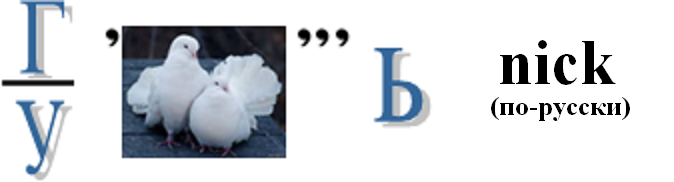 Г
у
,
,,,
Ь
nick
(по-русски)